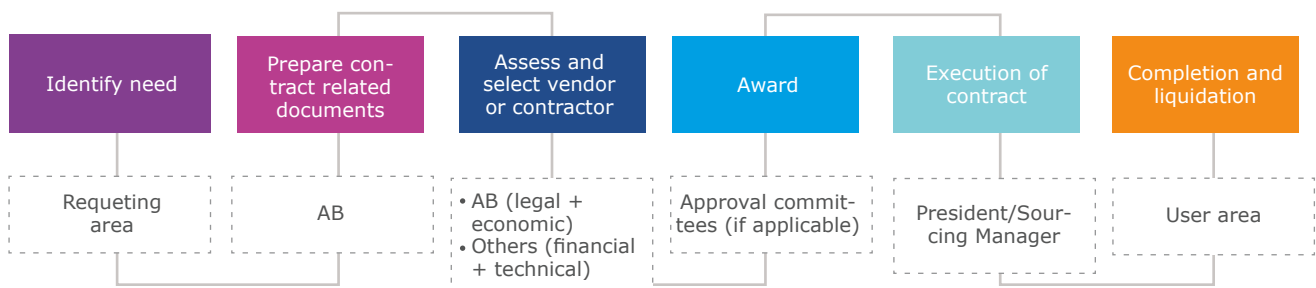 Identify need
Prepare con-
tract related
documents
Assess and
select vendor
or contractor
Award
Execution of
contract
Completion and
liquidation
Requeting
area
AB
• AB (legal +
economic)
• Others (financial
+ technical)
Approval commit-
tees (if applicable)
President/Sour-
cing Manager
User area